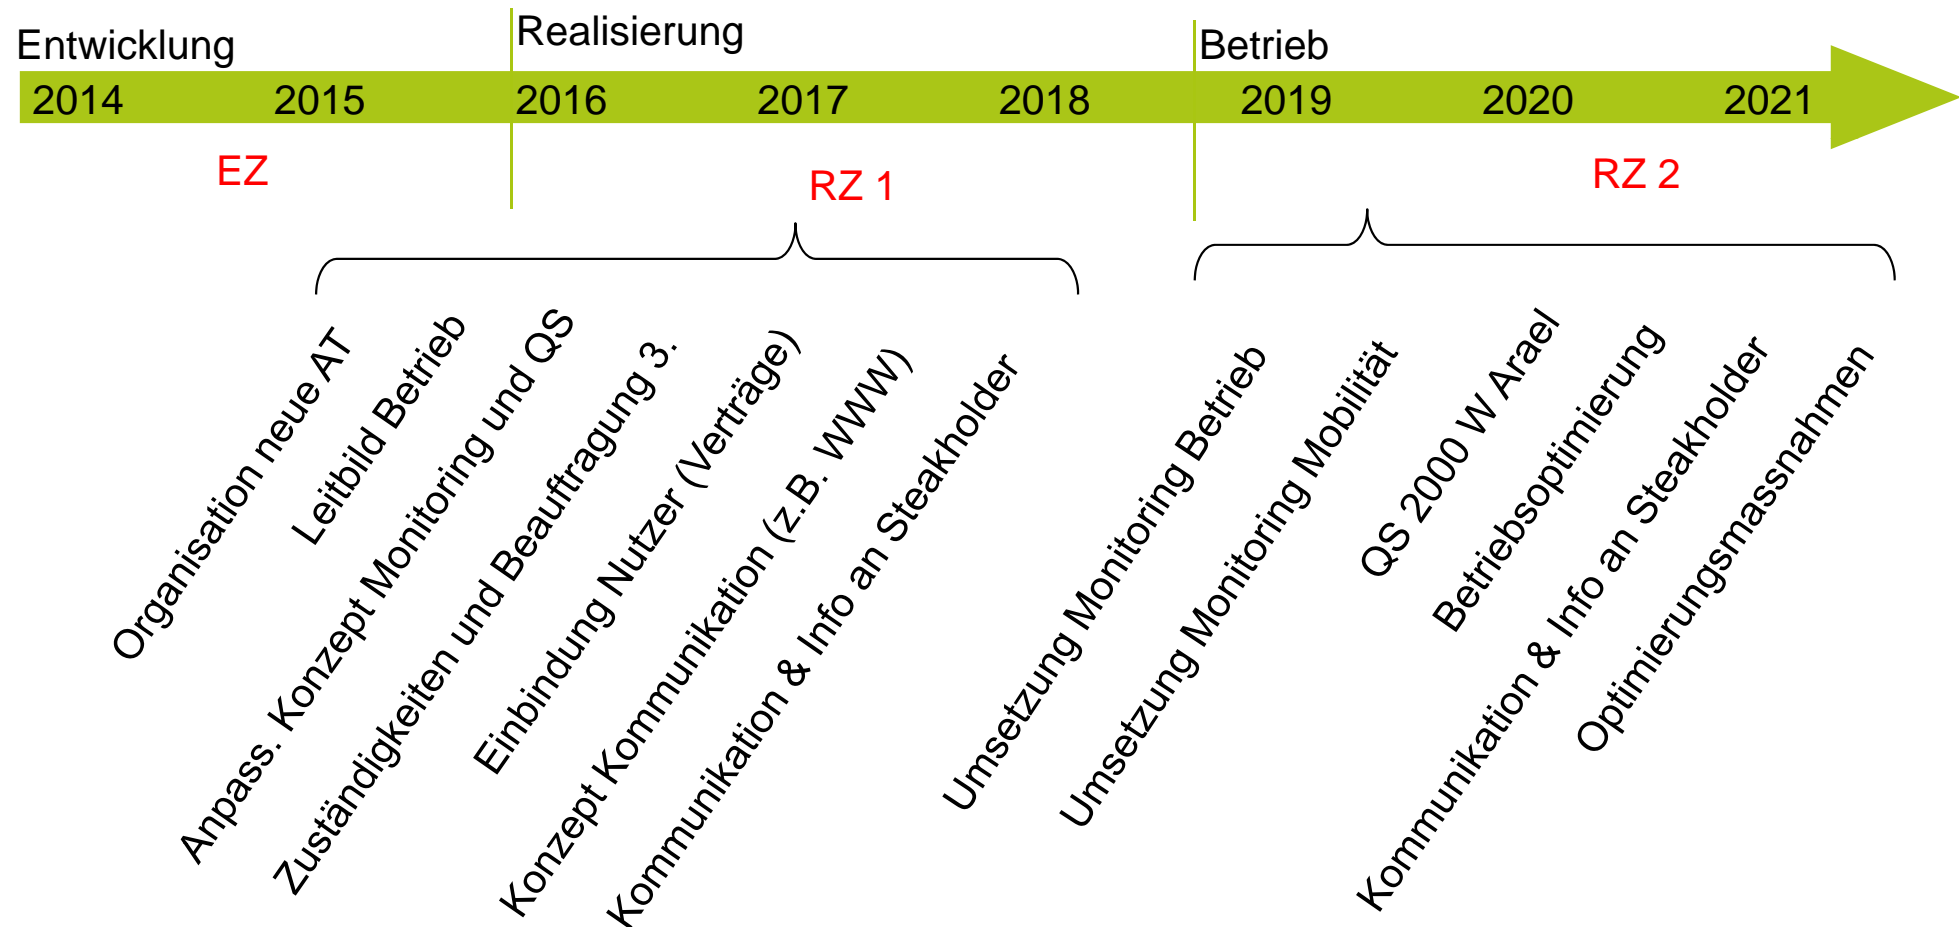 Entwicklung
Realisierung
Betrieb
2014 2015 2016 2017 2018 2019 2020 2021
EZ
RZ 1
RZ 2
Organisation neue AT
Leitbild Betrieb
Anpass. Konzept Monitoring und QS
Zuständigkeiten und Beauftragung 3.
Einbindung Nutzer (Verträge)
Konzept Kommunikation (z.B. WWW)
Kommunikation & Info an Steakholder
Umsetzung Monitoring Betrieb
Umsetzung Monitoring Mobilität
QS 2000 W Arael
Betriebsoptimierung
Kommunikation & Info an Steakholder
Optimierungsmassnahmen